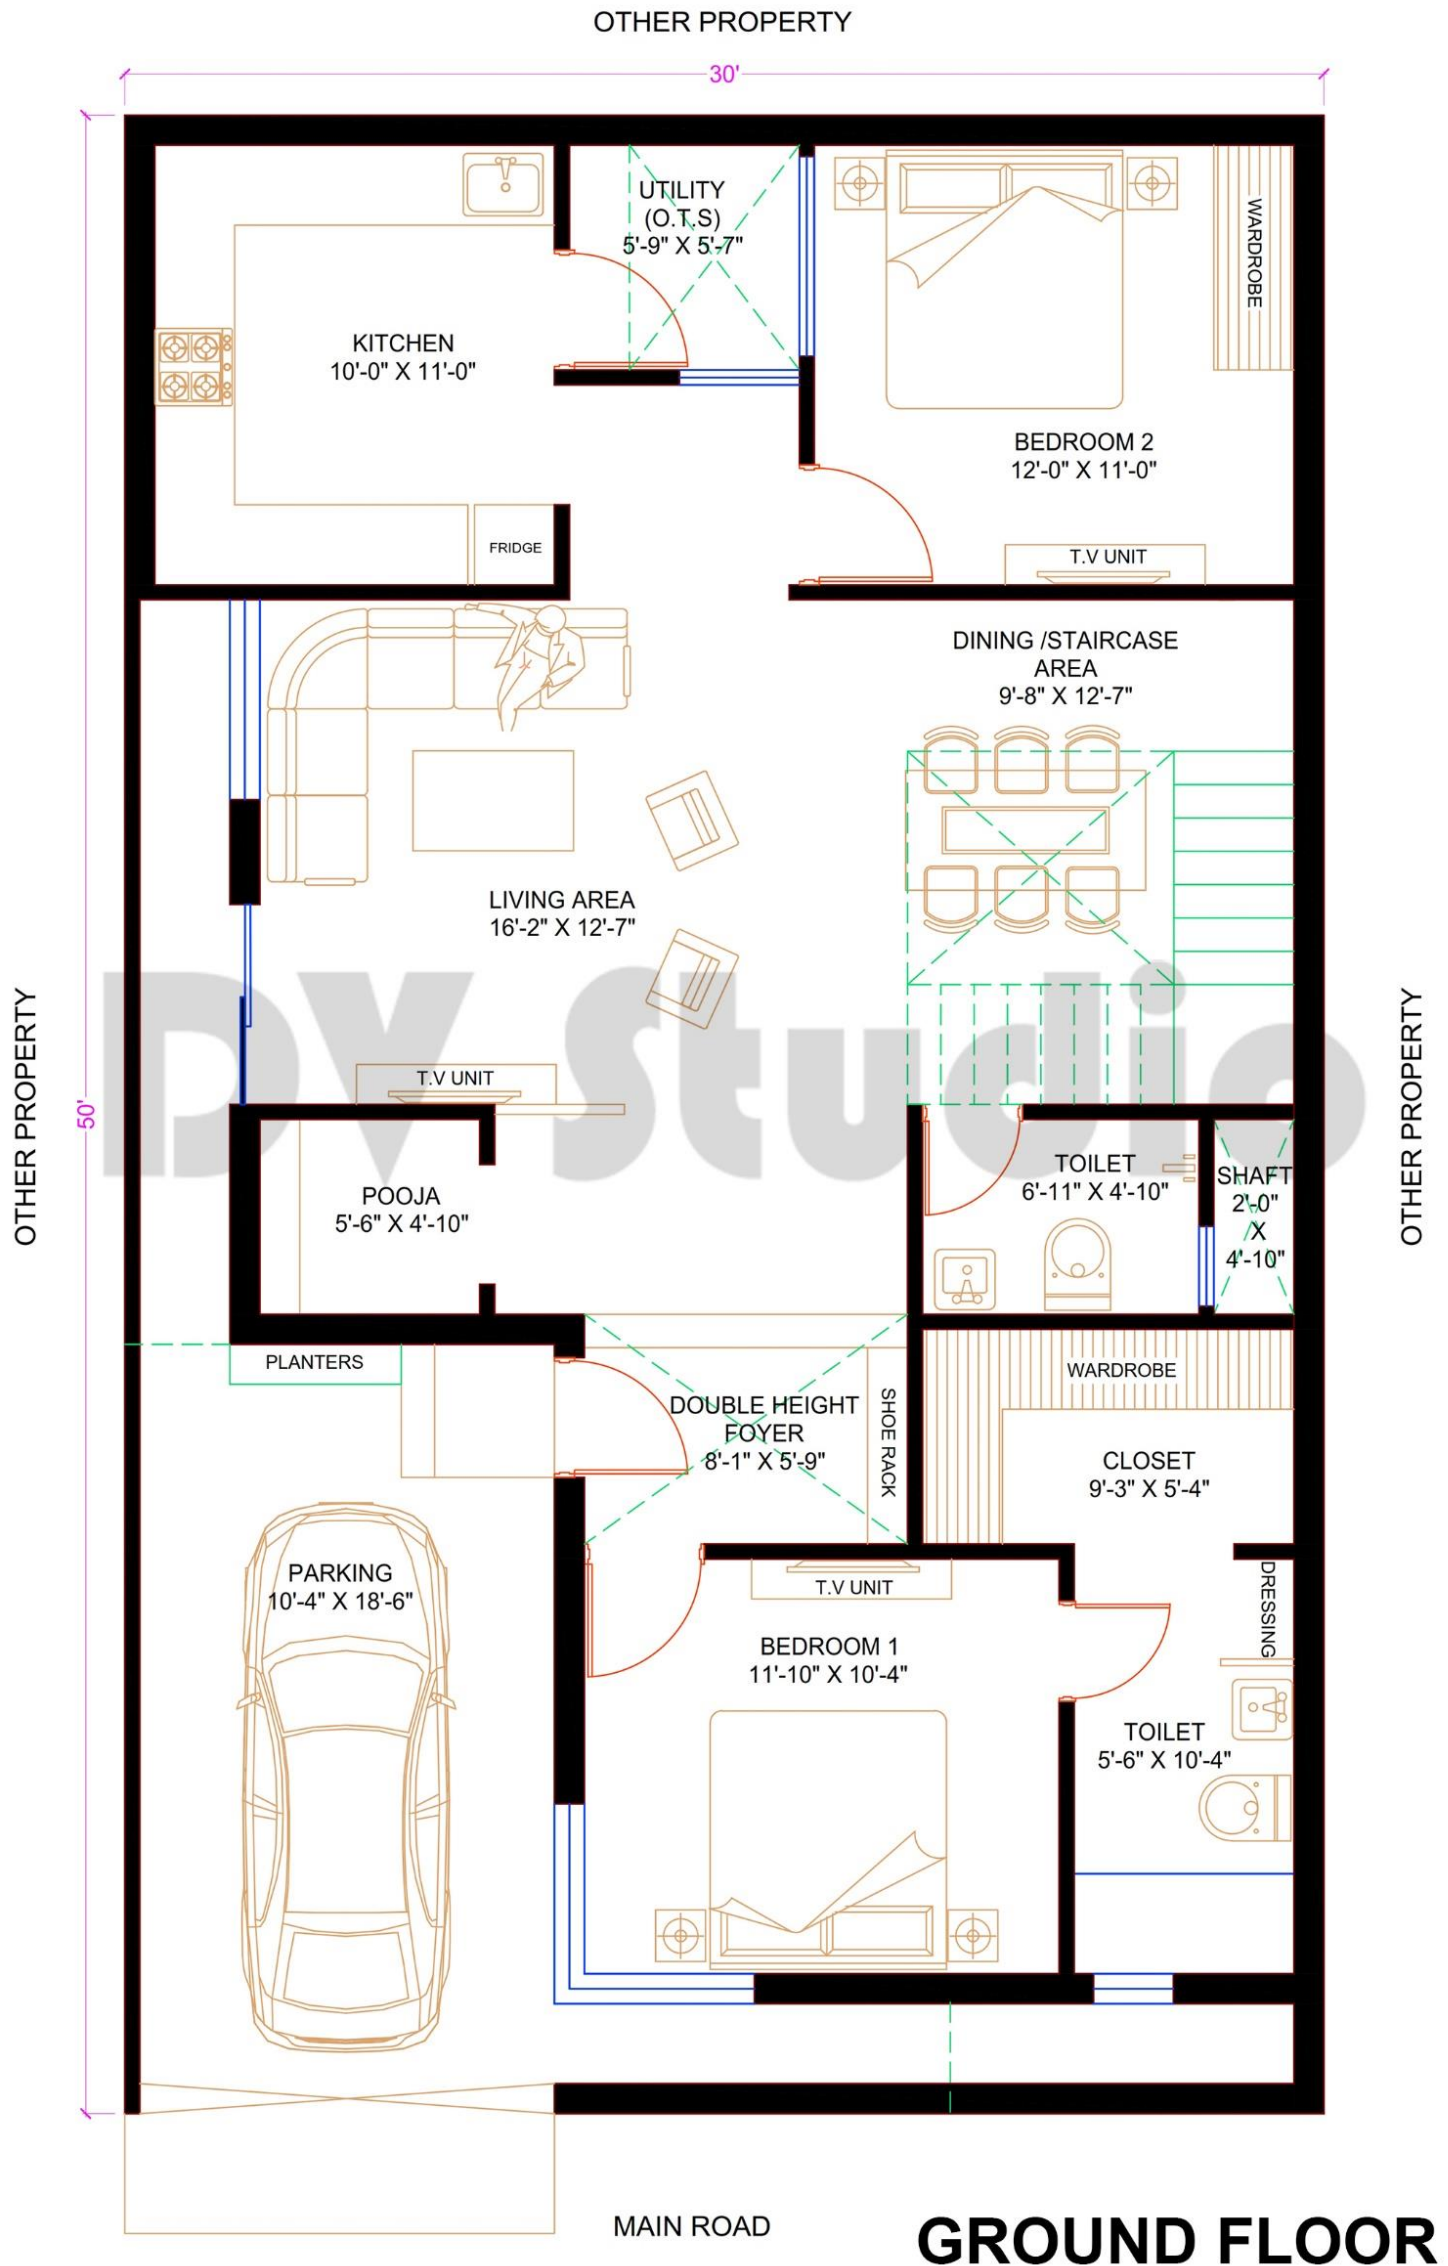 OTHER PROPERTY
30'
UTILITY
(O.T.S)
5'-9" X 5'-7"
WARDROBE
KITCHEN
10'-0" X 11'-0"
BEDROOM 2
12'-0" X 11'-0"
FRIDGE
T.V UNIT
DINING /STAIRCASE
AREA
9'-8" X 12'-7"
LIVING AREA
16'-2" X 12'-7"
DV Studio
OTHER PROPERTY
50'
OTHER PROPERTY
T.V UNIT
POOJA
5'-6" X 4'-10"
TOILET
6'-11" X 4'-10"
SHAFT
2'-0"
X
4'-10"
PLANTERS
WARDROBE
DOUBLE HEIGHT
FOYER
8'-1" X 5'-9"
SHOE RACK
CLOSET
9'-3" X 5'-4"
PARKING
10'-4" X 18'-6"
T.V UNIT
DRESSING
BEDROOM 1
11'-10" X 10'-4"
TOILET
5'-6" X 10'-4"
MAIN ROAD
GROUND FLOOR